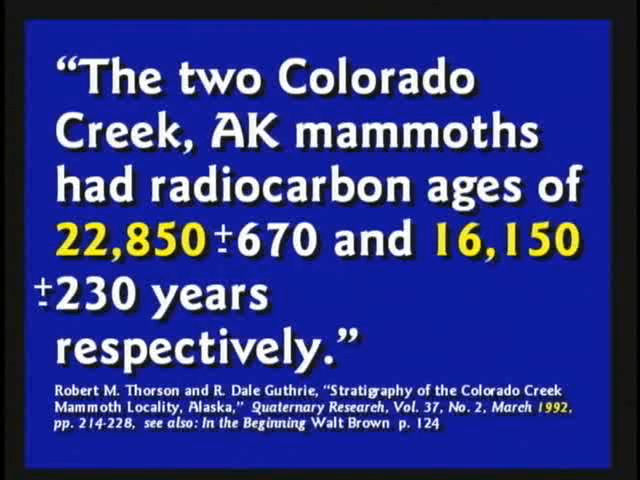 “The two Colorado
Creek, AK mammoths
had radiocarbon ages of
22,850 ±670 and 16,150
±230 years
respectively.”
Robert M. Thorson and R. Dale Guthrie, “Stratigraphy of the Colorado Creek
Mammoth Locality, Alaska,” Quaternary Research, Vol. 37, No. 2, March 1992,
pp. 214-228, see also: In the Beginning Walt Brown p. 124